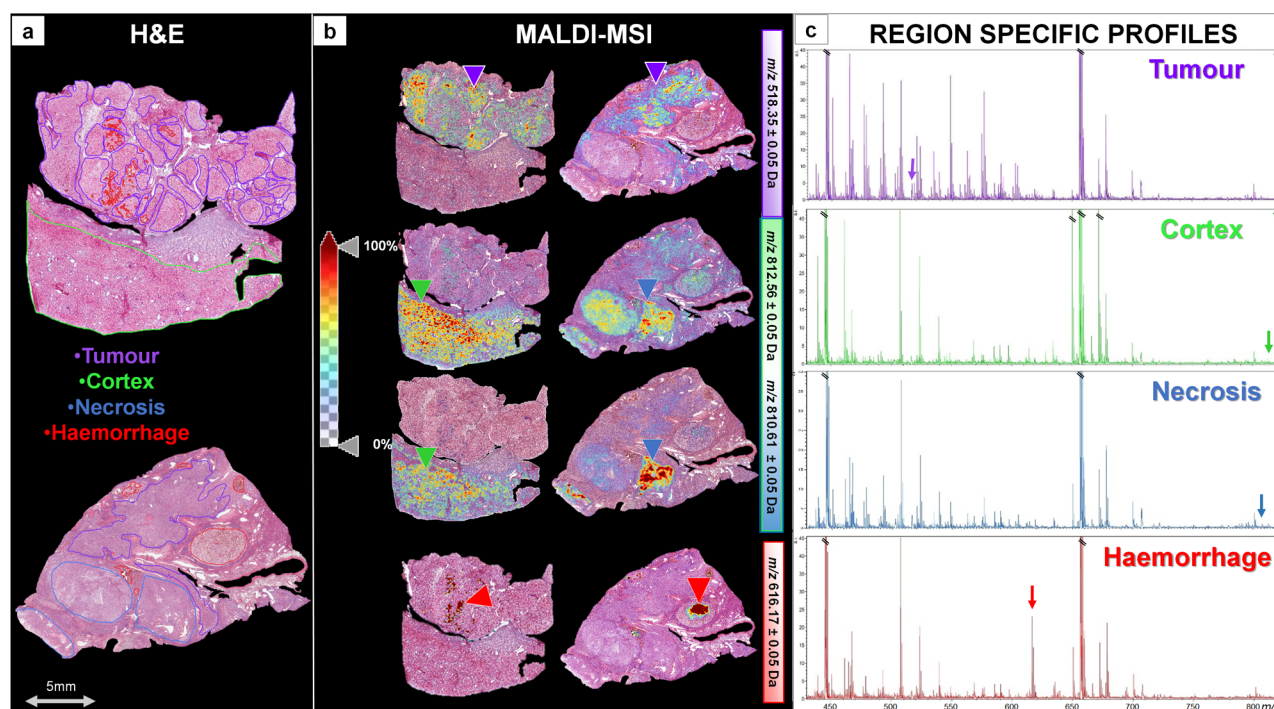 a
H&E
•Tumour
•Cortex
•Necrosis
•Haemorrhage
5mm
b
MALDI-MSI
100%
0%
m/z 518.35 ± 0.05 Da
m/z 812.56 ± 0.05 Da
m/z 810.61 ± 0.05 Da
m/z 616.17 ± 0.05 Da
c
REGION SPECIFIC PROFILES
Tumour
Cortex
Necrosis
Haemorrhage
450 500 550 600 650 700 750 800 m/